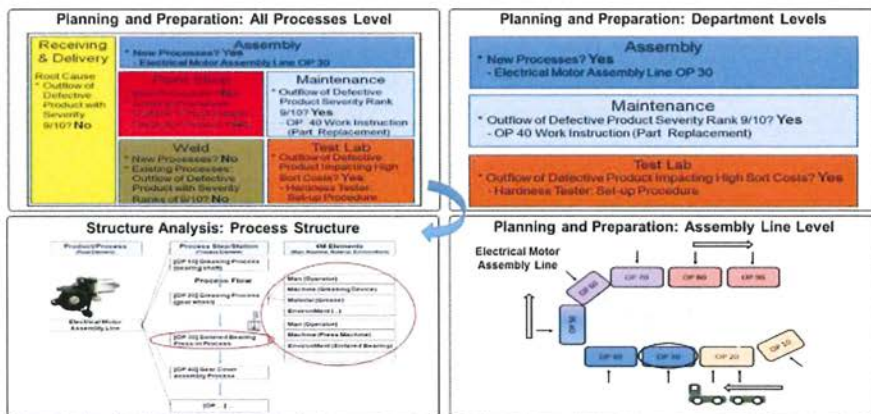 Planning and Preparation: All Processes Level
Receiving
& Delivery
Root Cause
* Outflow of
Defective
Product with
Severity
9/10? No
Assembly
* New Processes? Yes
- Electrical Motor Assembly Line OP 30
Maintenance
* Outflow of Defective
Product Severity Rank
9/10? Yes
- OP 40 Work Instruction
(Part Replacement)
Weld
* New Processes? No
* Existing Processes:
Outflow of Defective
Product with Severity
Ranks of 9/10? No
Test Lab
* Outflow of Defective
Product Impacting High
Sort Costs? Yes
- Hardness Tester:
Set-up Procedure
Planning and Preparation: Department Levels
Assembly
* New Processes? Yes
- Electrical Motor Assembly Line OP 30
Maintenance
* Outflow of Defective Product Severity Rank 9/10? Yes
- OP 40 Work Instruction (Part Replacement)
Test Lab
* Outflow of Defective Product Impacting High Sort Costs? Yes
- Hardness Tester: Set-up Procedure
Structure Analysis: Process Structure
Product/Process
Process Step/Station
4M Elements
[OP 10] Greasing Process
(bearing shaft)
Process Flow
[OP 20] Greasing Process
(gear wheel)
Electrical Motor
Assembly Line
[OP 30] Sintered Bearing
Press in Process
[OP 40] Gear Cover
assembly Process
[OP ...] ...
Man (Operator)
Machine (Greasing Device)
Material (Grease)
Environment (...)
Man (Operator)
Machine (Press Machine)
Environment (Sintered Bearing)
Planning and Preparation: Assembly Line Level
Electrical Motor
Assembly Line
OP 60
OP 70
OP 80
OP 90
OP 50
OP 40
OP 30
OP 20
OP 10